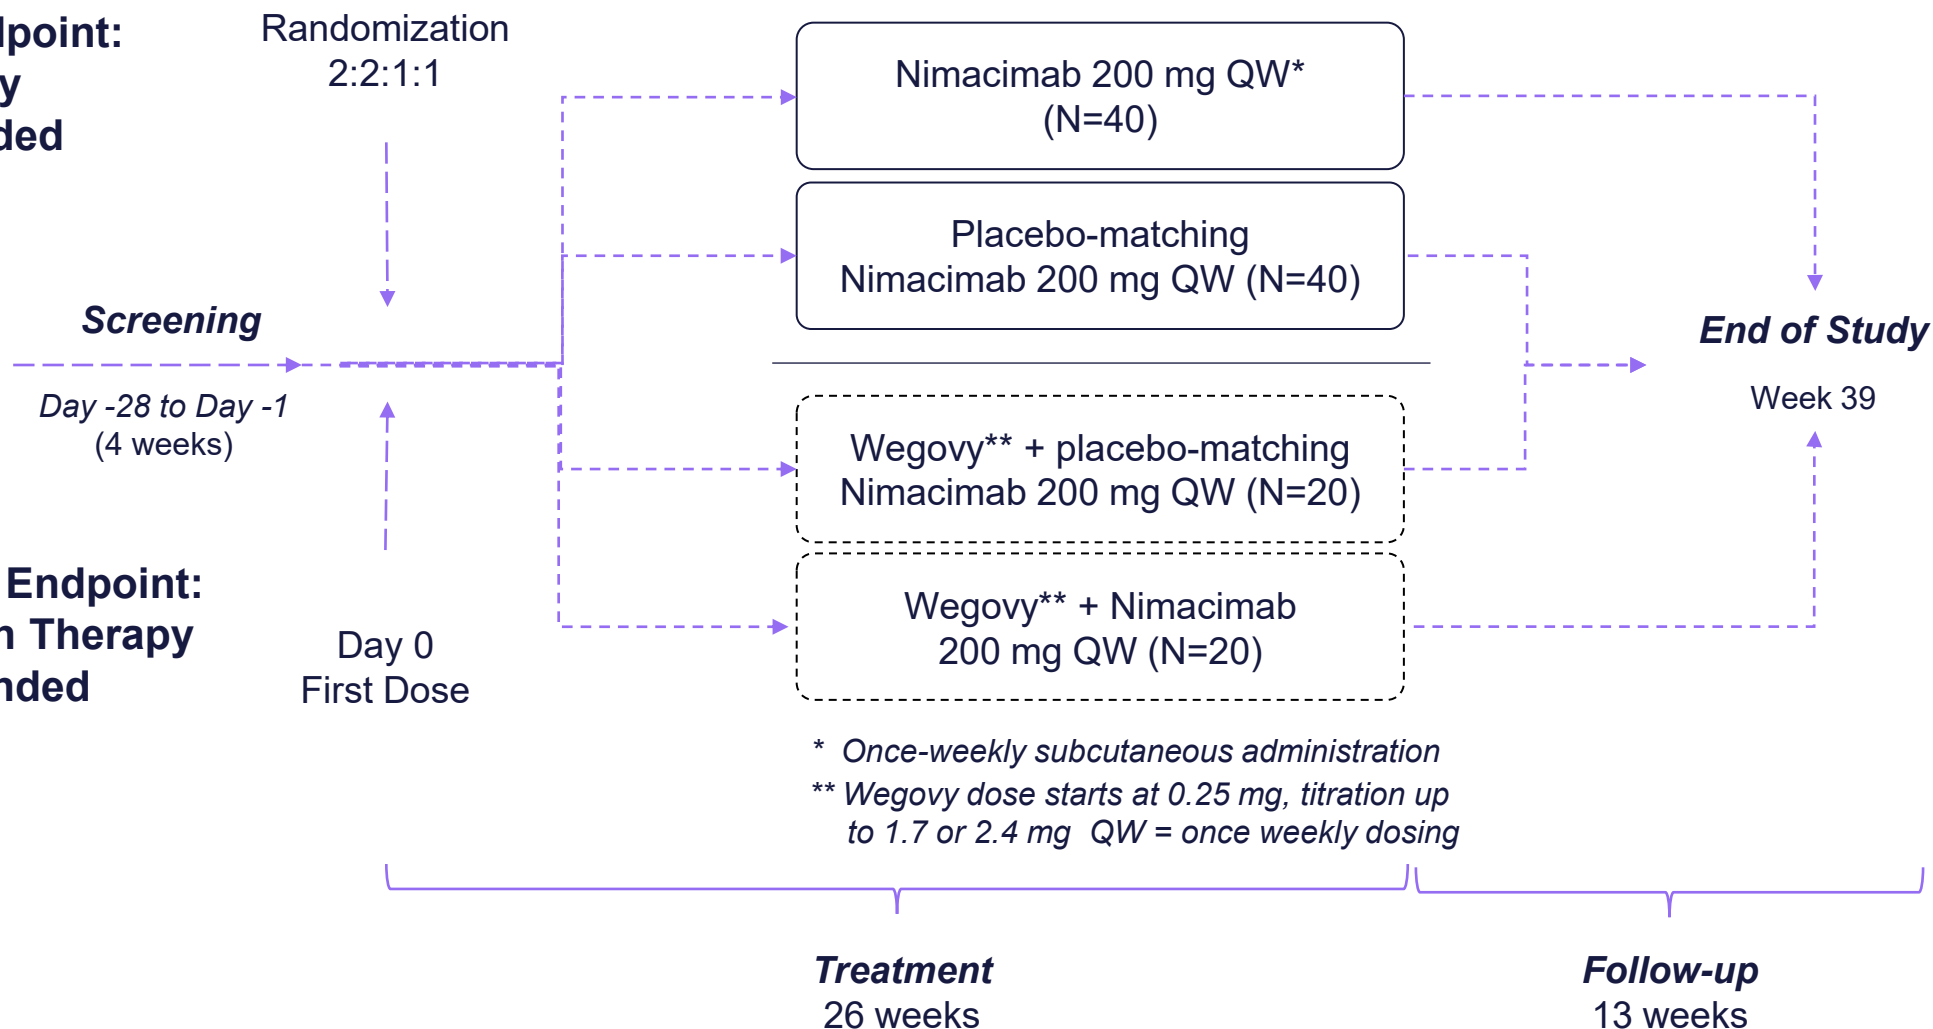 Endpoint:
Randomization
2:2:1:1
Nimacimab 200 mg QW*
(N=40)
Placebo-matching
Nimacimab 200 mg QW (N=40)
Screening
Day -28 to Day -1
(4 weeks)
End of Study
Week 39
Wegovy** + placebo-matching
Nimacimab 200 mg QW (N=20)
Endpoint:
Therapy
Day 0
First Dose
Wegovy** + Nimacimab
200 mg QW (N=20)
* Once-weekly subcutaneous administration
** Wegovy dose starts at 0.25 mg, titration up
to 1.7 or 2.4 mg QW = once weekly dosing
Treatment
26 weeks
Follow-up
13 weeks